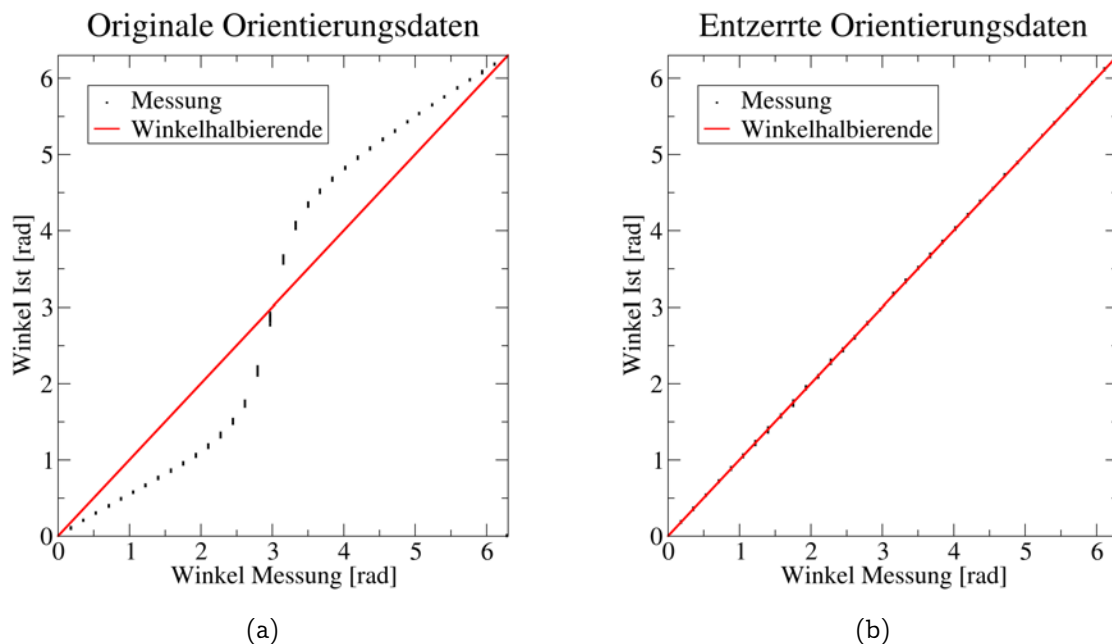 Originale Orientierungsdaten
Messung
Winkelhalbierende
6
5
4
3
2
1
0
Winkel Ist [rad]
0 1 2 3 4 5 6
Winkel Messung [rad]
(a)
Entzerrte Orientierungsdaten
Messung
Winkelhalbierende
6
5
4
3
2
1
0
Winkel Ist [rad]
0 1 2 3 4 5 6
Winkel Messung [rad]
(b)